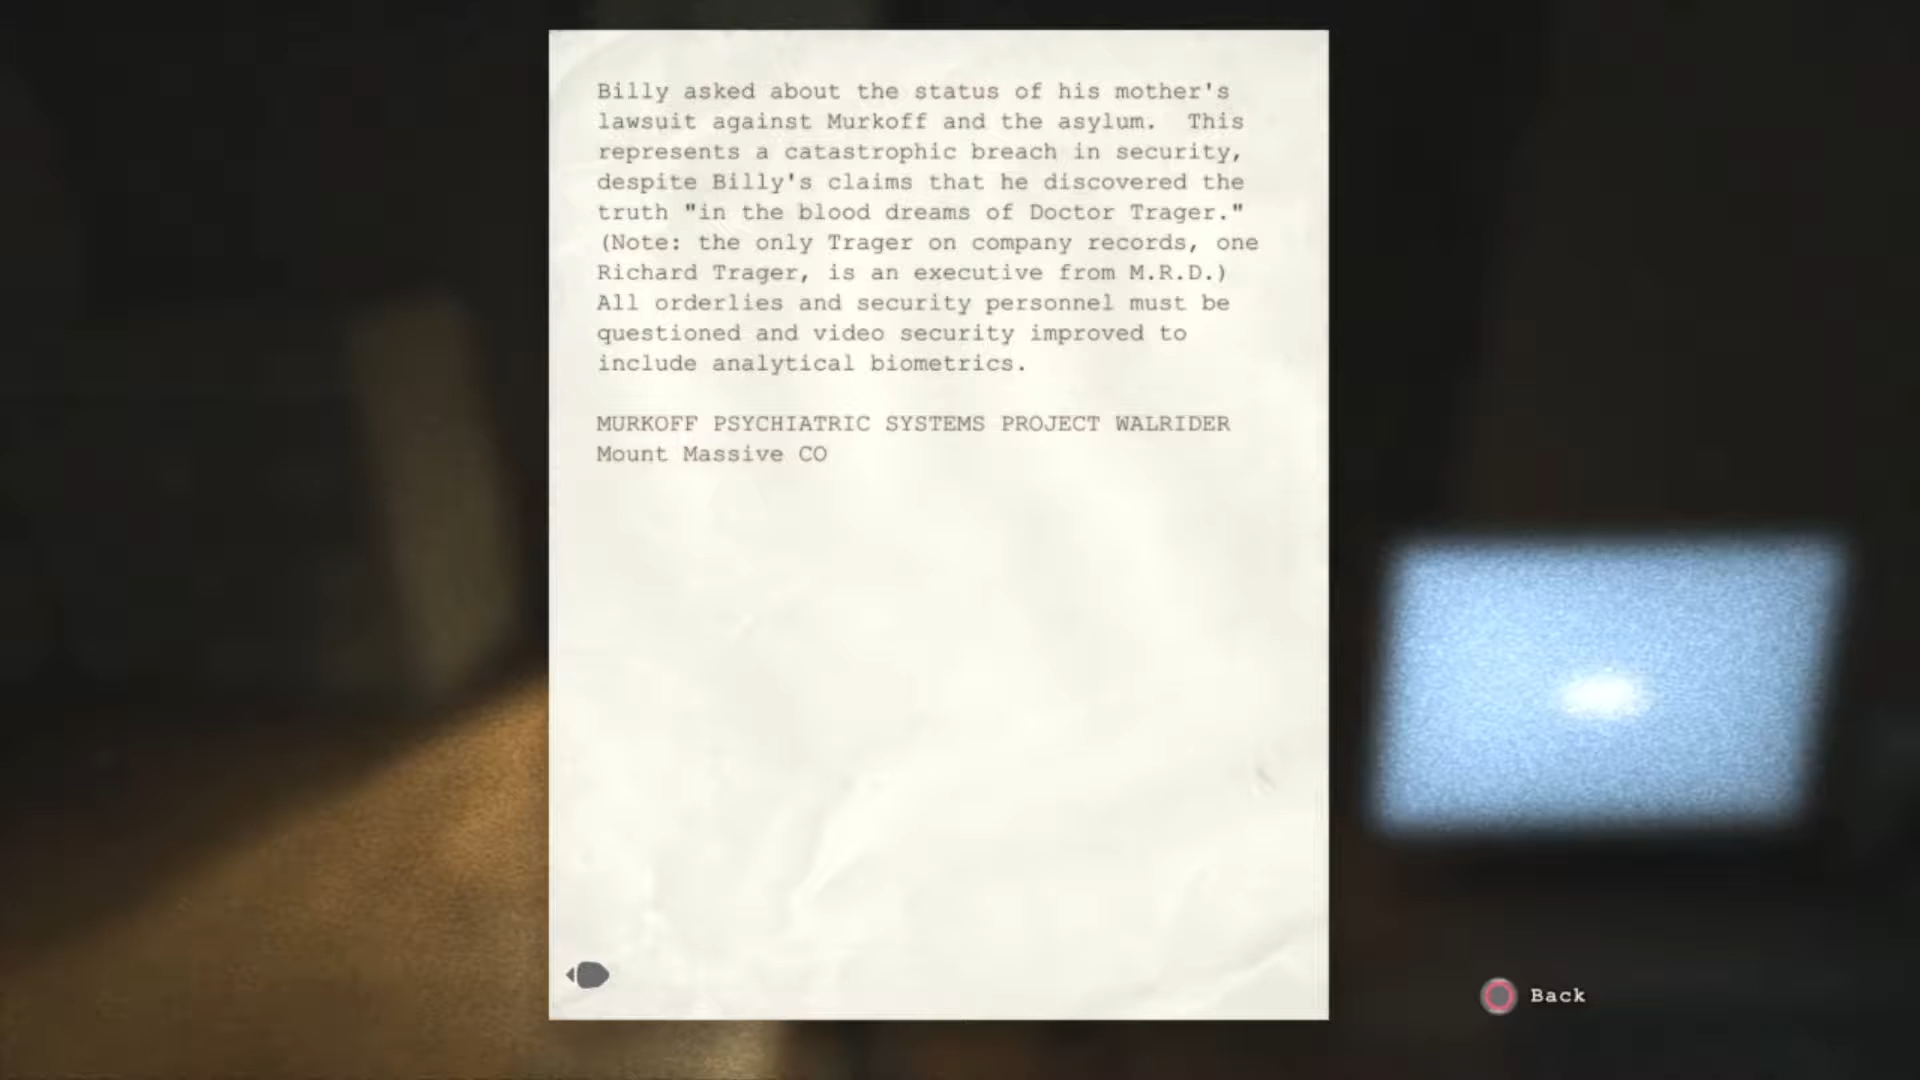 Billy asked about the status of his mother's
lawsuit against Murkoff and the asylum.  This
represents a catastrophic breach in security,
despite Billy's claims that he discovered the
truth "in the blood dreams of Doctor Trager."
(Note: the only Trager on company records, one
Richard Trager, is an executive from M.R.D.)
All orderlies and security personnel must be
questioned and video security improved to
include analytical biometrics.

MURKOFF PSYCHIATRIC SYSTEMS PROJECT WALRIDER
Mount Massive CO
Back